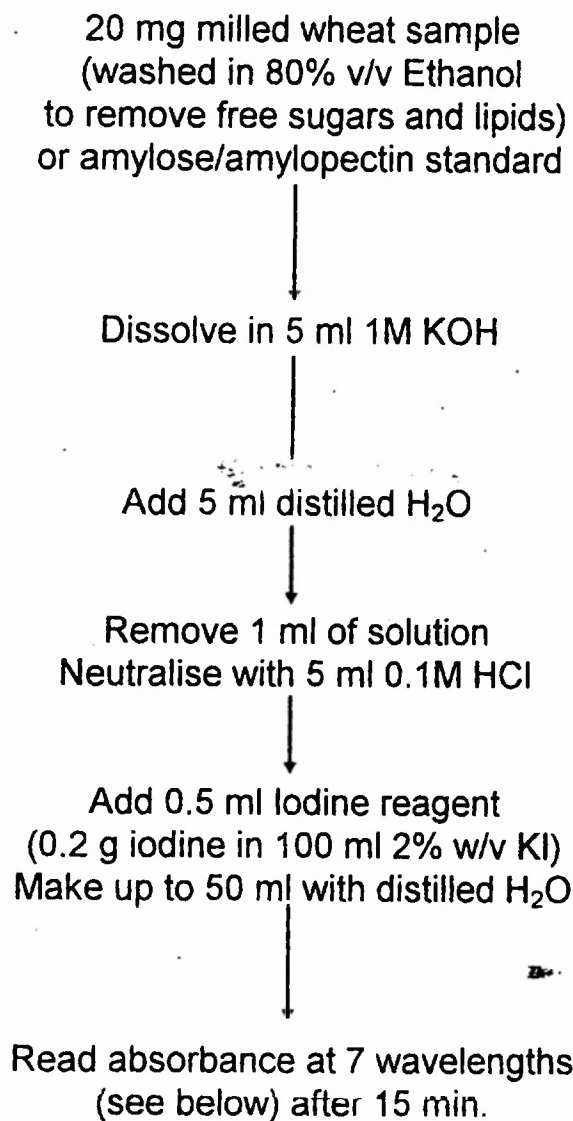 20 mg milled wheat sample
(washed in 80% v/v Ethanol
to remove free sugars and lipids)
or amylose/amylopectin standard
Dissolve in 5 ml 1M KOH
Add 5 ml distilled H₂O
Remove 1 ml of solution
Neutralise with 5 ml 0.1M HCl
Add 0.5 ml Iodine reagent
(0.2 g iodine in 100 ml 2% w/v KI)
Make up to 50 ml with distilled H₂O
Read absorbance at 7 wavelengths
(see below) after 15 min.